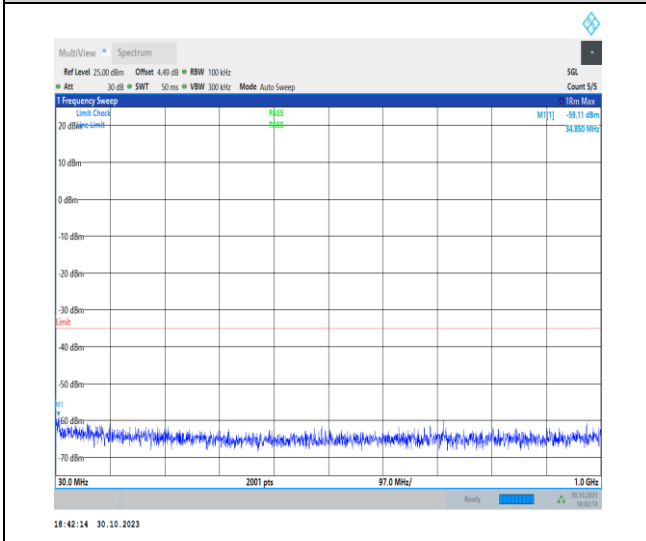 MultiView Spectrum
Ref Level 25.00 dBm Offset 4.49 dB RBW 100 kHz SGL
Att 30 dB SWT 50 ms VBW 300 kHz Mode Auto Sweep Count 5/5
1 Frequency Sweep 1Rm Max
Limit Check PASS M1[1] -59.11 dBm
20 dBm Line Limit PASS 34.850 MHz
10 dBm
0 dBm
-10 dBm
-20 dBm
-30 dBm
Limit
-40 dBm
-50 dBm
M1
-60 dBm
-70 dBm
30.0 MHz 2001 pts 97.0 MHz/ 1.0 GHz
Ready 30.10.2023
18:42:14
18:42:14 30.10.2023